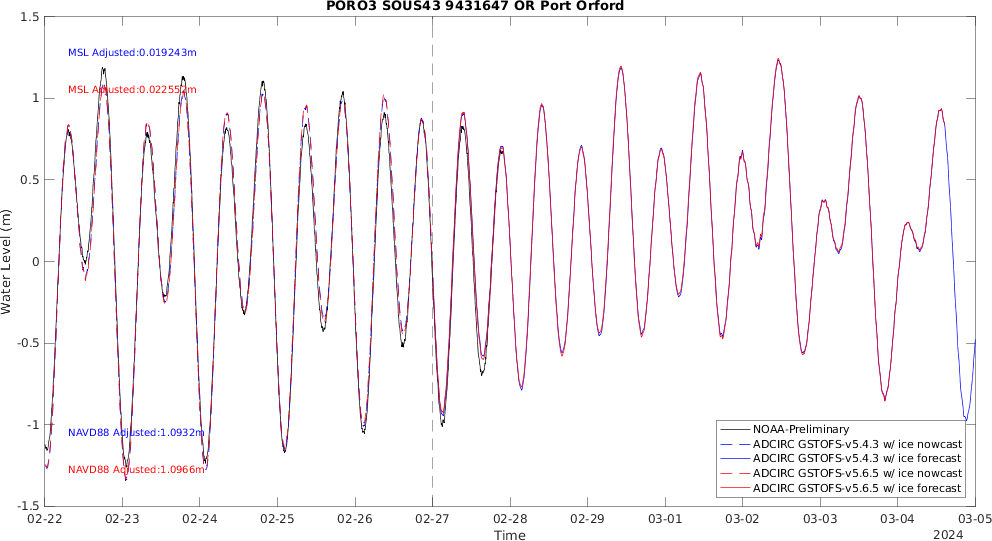 PORO3 SOUS43 9431647 OR Port Orford
MSL Adjusted:0.019243m
MSL Adjusted:0.022552m
NAVD88 Adjusted:1.0932m
NAVD88 Adjusted:1.0966m
Water Level (m)
1.5
1
0.5
0
-0.5
-1
-1.5
NOAA-Preliminary
ADCIRC GSTOFS-v5.4.3 w/ ice nowcast
ADCIRC GSTOFS-v5.4.3 w/ ice forecast
ADCIRC GSTOFS-v5.6.5 w/ ice nowcast
ADCIRC GSTOFS-v5.6.5 w/ ice forecast
02-22 02-23 02-24 02-25 02-26 02-27 02-28 02-29 03-01 03-02 03-03 03-04 03-05
Time
2024